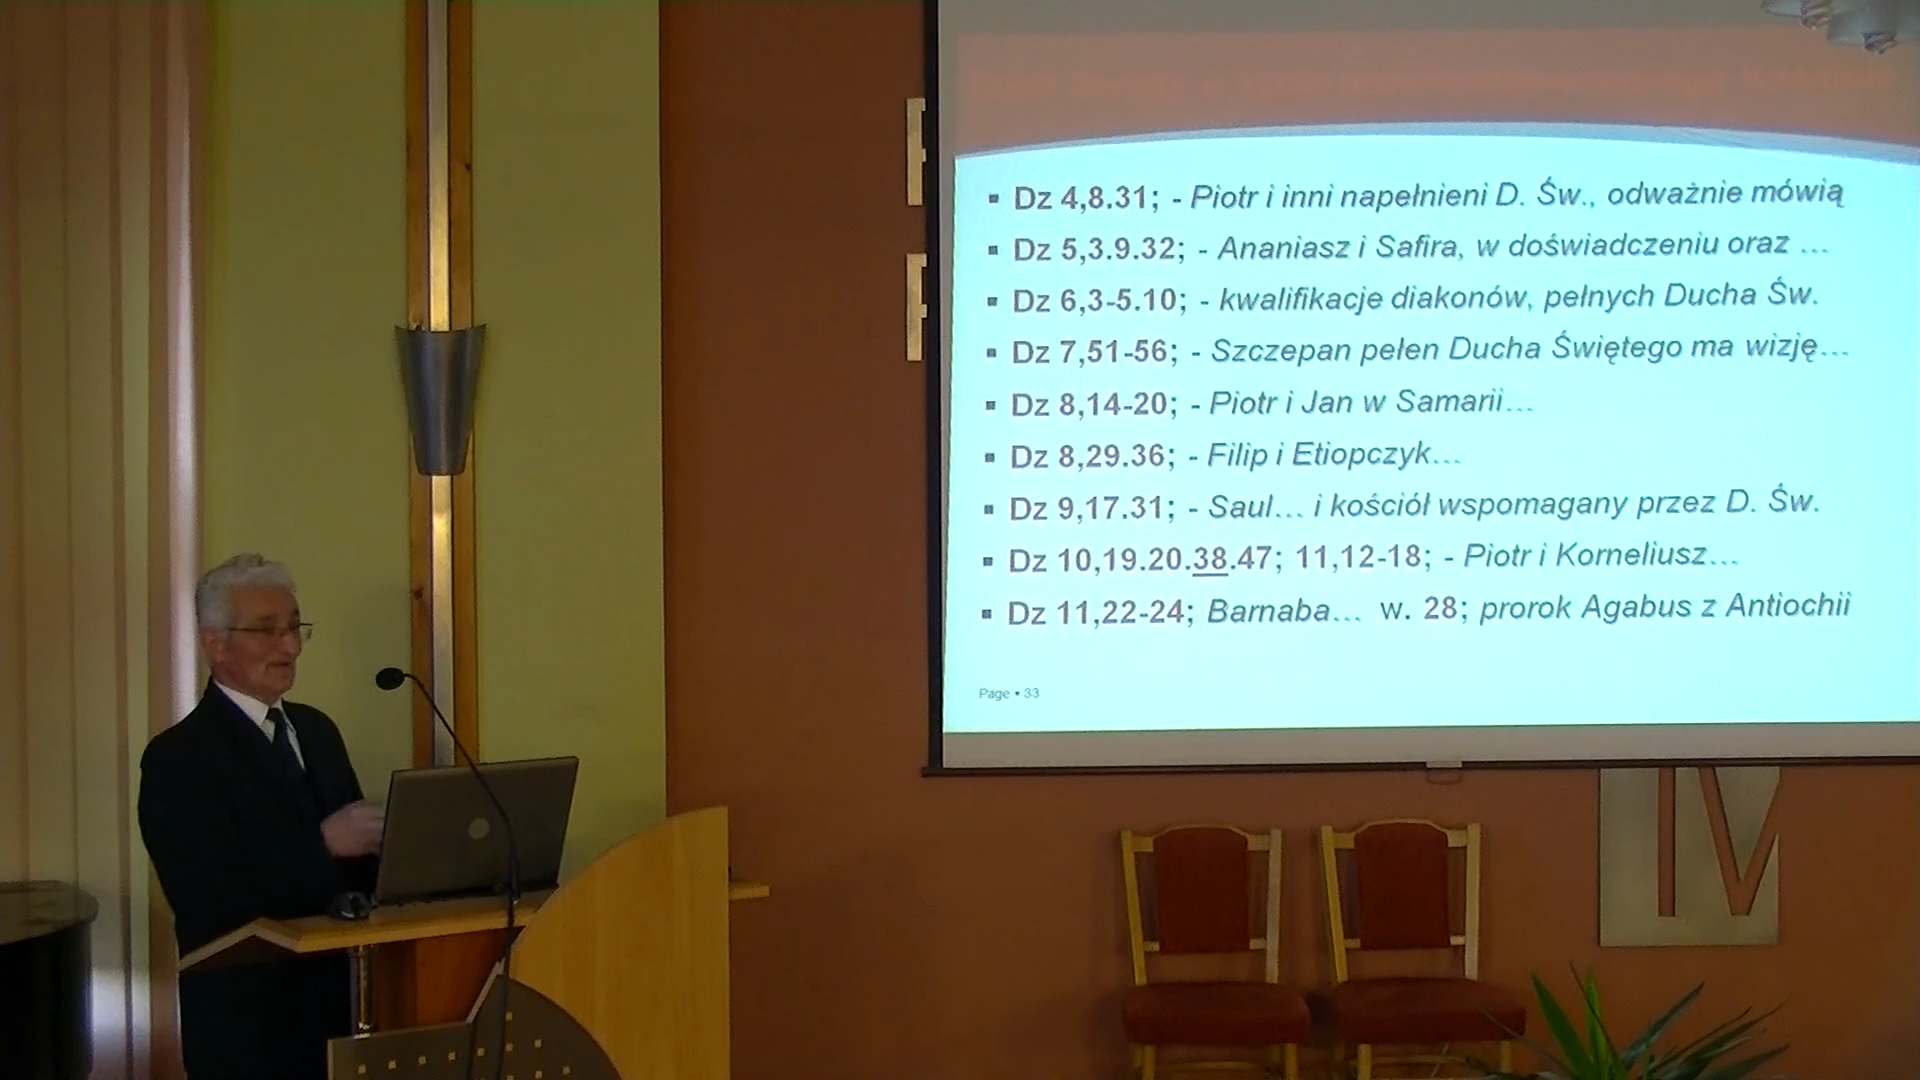 ▪ Dz 4,8.31; - Piotr i inni napełnieni D. Św., odważnie mówią
▪ Dz 5,3.9.32; - Ananiasz i Safira, w doświadczeniu oraz …
▪ Dz 6,3-5.10; - kwalifikacje diakonów, pełnych Ducha Św.
▪ Dz 7,51-56; - Szczepan pełen Ducha Świętego ma wizję…
▪ Dz 8,14-20; - Piotr i Jan w Samarii…
▪ Dz 8,29.36; - Filip i Etiopczyk…
▪ Dz 9,17.31; - Saul… i kościół wspomagany przez D. Św.
▪ Dz 10,19.20.38.47; 11,12-18; - Piotr i Korneliusz…
▪ Dz 11,22-24; Barnaba… w. 28; prorok Agabus z Antiochii
Page • 33